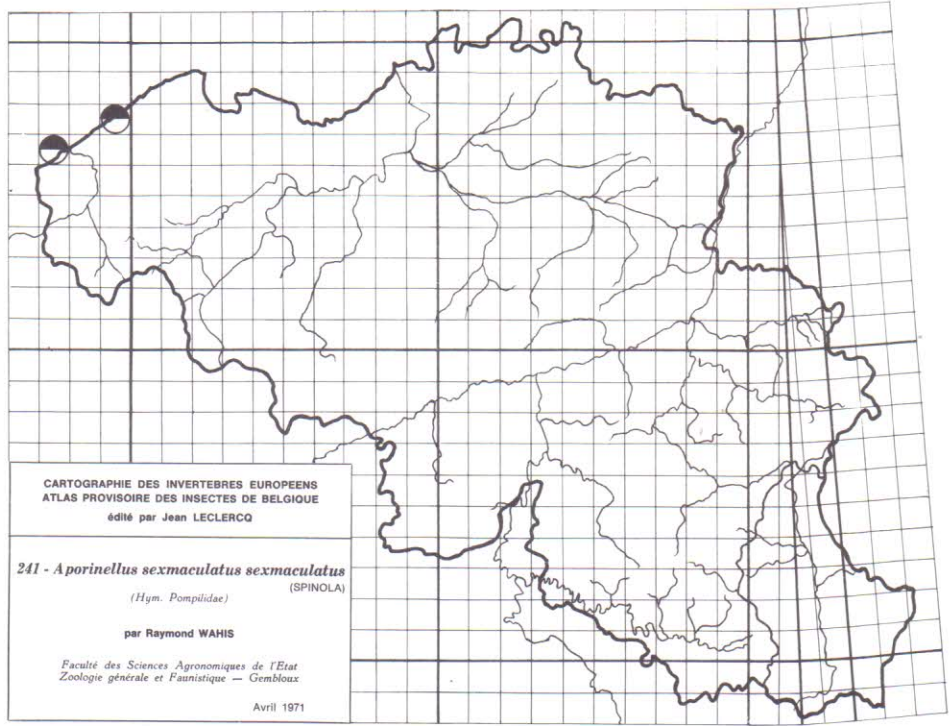 CARTOGRAPHIE DES INVERTEBRES EUROPEENS
ATLAS PROVISOIRE DES INSECTES DE BELGIQUE
édité par Jean LECLERCQ
241 - Aporinellus sexmaculatus sexmaculatus
(SPINOLA)
(Hym. Pompilidae)
par Raymond WAHIS
Faculté des Sciences Agronomiques de l'Etat
Zoologie générale et Faunistique — Gembloux
Avril 1971